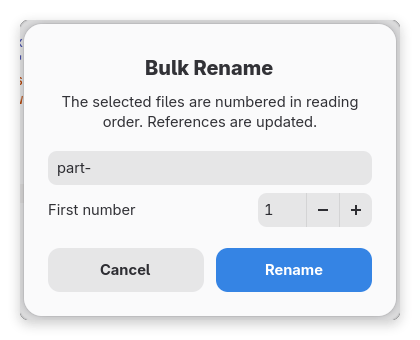 Bulk Rename
The selected files are numbered in reading
order. References are updated.
part-
First number
1
Cancel
Rename